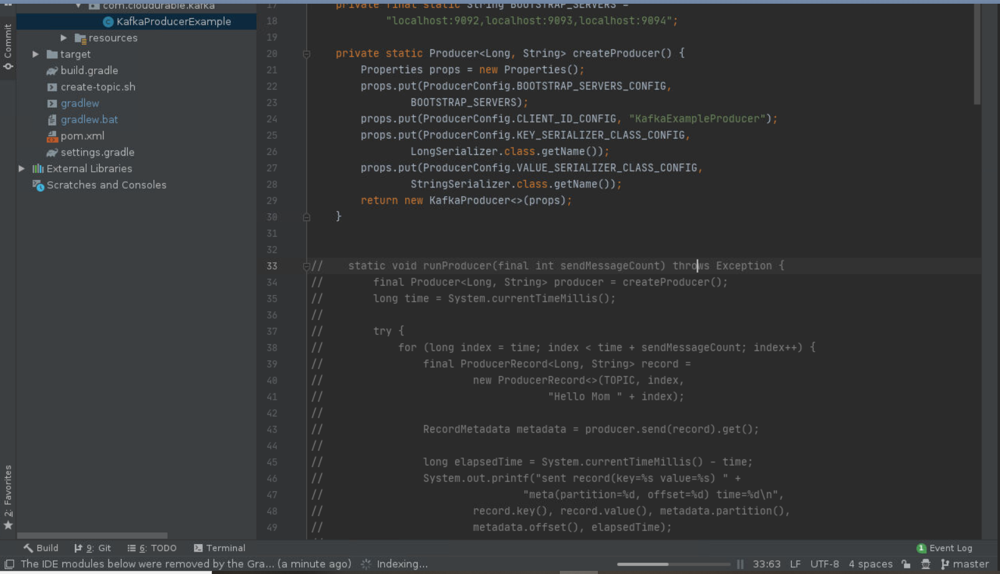 com.cloudurable.kafka
KafkaProducerExample
resources
target
build.gradle
create-topic.sh
gradlew
gradlew.bat
pom.xml
settings.gradle
External Libraries
Scratches and Consoles
Commit
2: Favorites
17 private final static String BOOTSTRAP_SERVERS =
18 "localhost:9092,localhost:9093,localhost:9094";
19
20 private static Producer<Long, String> createProducer() {
21 Properties props = new Properties();
22 props.put(ProducerConfig.BOOTSTRAP_SERVERS_CONFIG,
23 BOOTSTRAP_SERVERS);
24 props.put(ProducerConfig.CLIENT_ID_CONFIG, "KafkaExampleProducer");
25 props.put(ProducerConfig.KEY_SERIALIZER_CLASS_CONFIG,
26 LongSerializer.class.getName());
27 props.put(ProducerConfig.VALUE_SERIALIZER_CLASS_CONFIG,
28 StringSerializer.class.getName());
29 return new KafkaProducer<>(props);
30 }
31
32
33 // static void runProducer(final int sendMessageCount) throws Exception {
34 // final Producer<Long, String> producer = createProducer();
35 // long time = System.currentTimeMillis();
36 //
37 // try {
38 // for (long index = time; index < time + sendMessageCount; index++) {
39 // final ProducerRecord<Long, String> record =
40 // new ProducerRecord<>(TOPIC, index,
41 // "Hello Mom " + index);
42 //
43 // RecordMetadata metadata = producer.send(record).get();
44 //
45 // long elapsedTime = System.currentTimeMillis() - time;
46 // System.out.printf("sent record(key=%s value=%s) " +
47 // "meta(partition=%d, offset=%d) time=%d\n",
48 // record.key(), record.value(), metadata.partition(),
49 // metadata.offset(), elapsedTime);
Build 9: Git 6: TODO Terminal 1 Event Log
The IDE modules below were removed by the Gra... (a minute ago) Indexing... 33:63 LF UTF-8 4 spaces master